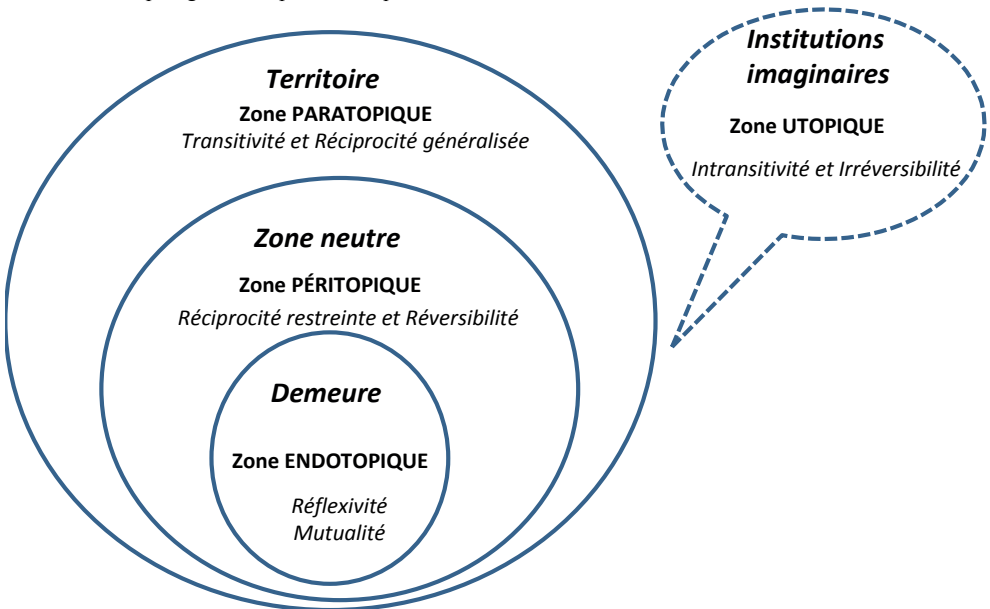 Territoire
Zone PARATOPIQUE
Transitivité et Réciprocité généralisée
Zone neutre
Zone PÉRITOPIQUE
Réciprocité restreinte et Réversibilité
Demeure
Zone ENDOTOPIQUE
Réflexivité
Mutualité
Institutions
imaginaires
Zone UTOPIQUE
Intransitivité et Irréversibilité